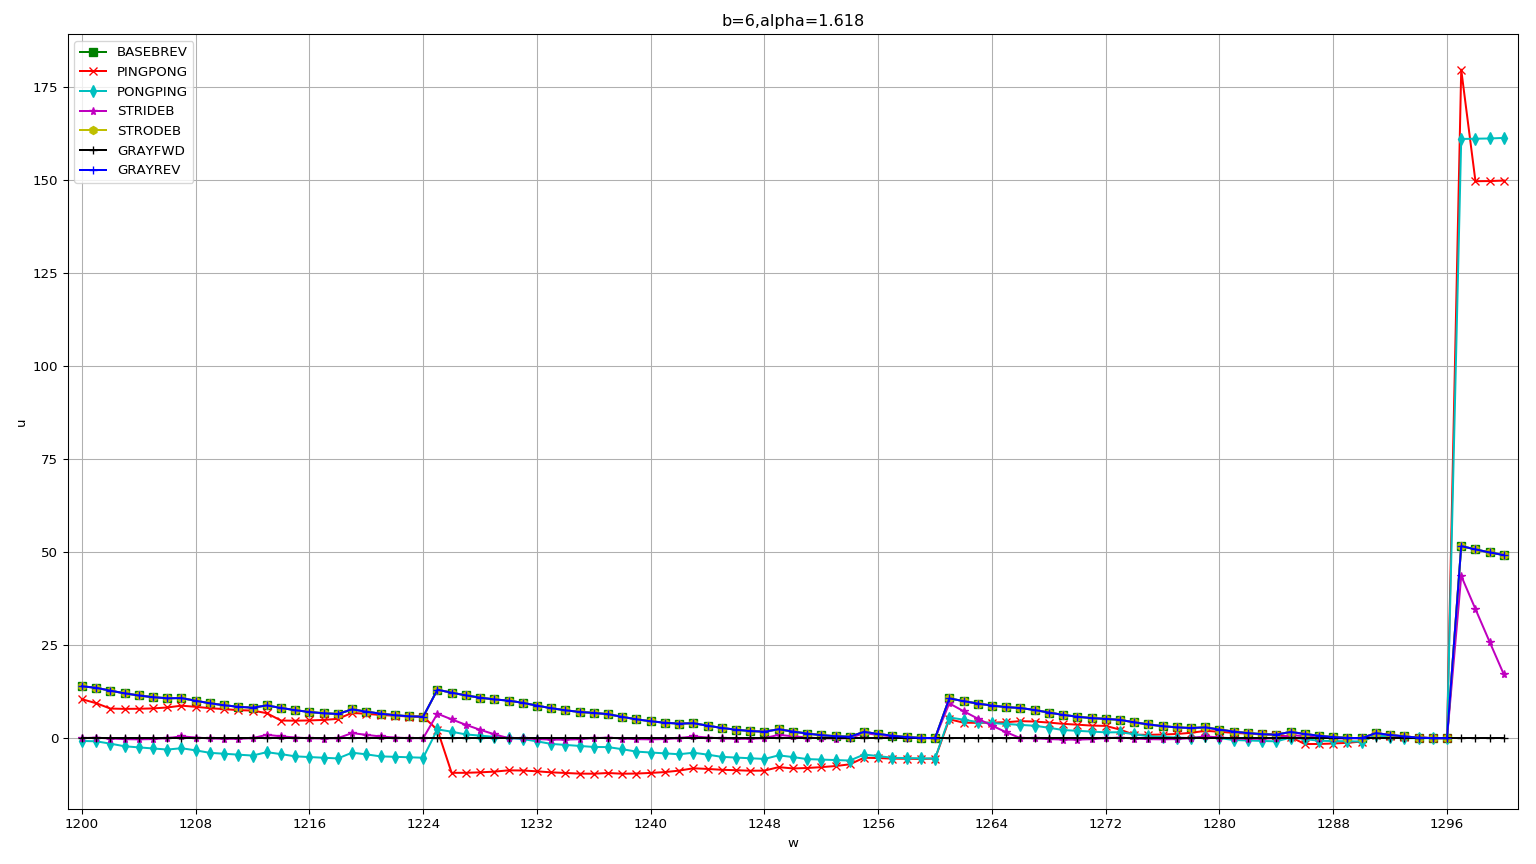 b=6,alpha=1.618
BASEBREV
PINGPONG
PONGPING
STRIDEB
STRODEB
GRAYFWD
GRAYREV
175
150
125
100
75
50
25
0
u
1200 1208 1216 1224 1232 1240 1248 1256 1264 1272 1280 1288 1296
w